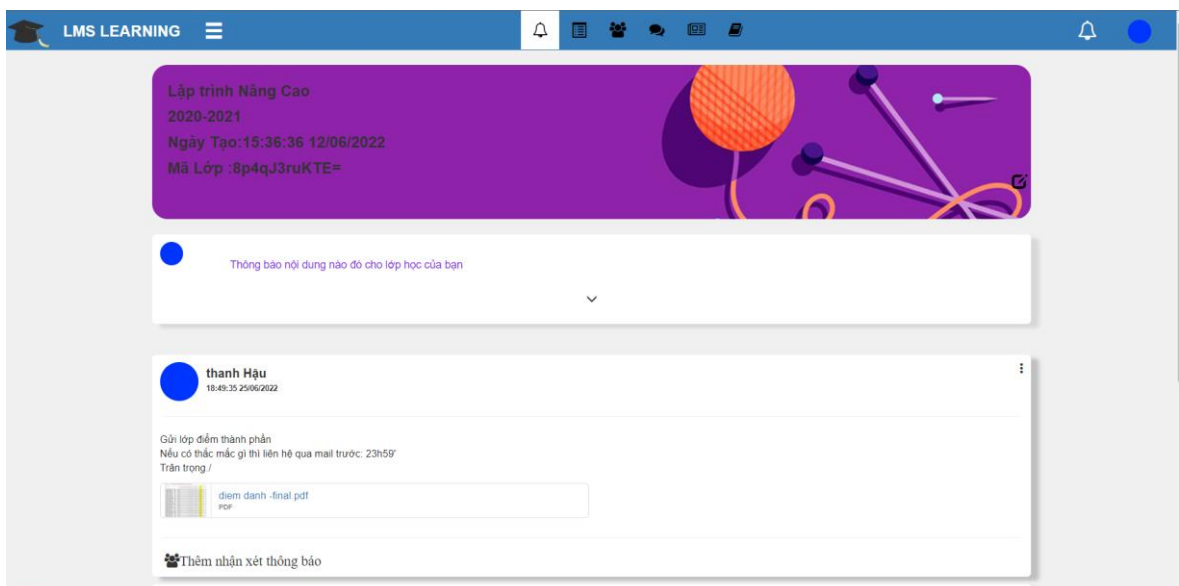 LMS LEARNING
Lập trình Nâng Cao
2020-2021
Ngày Tạo:15:36:36 12/06/2022
Mã Lớp :8p4qJ3ruKTE=
Thông báo nội dung nào đó cho lớp học của bạn
thanh Hậu
18:49:35 25/06/2022
Gửi lớp điểm thành phần
Nếu có thắc mắc gì thì liên hệ qua mail trước: 23h59'
Trân trọng./
diem danh -final.pdf
PDF
Thêm nhận xét thông báo